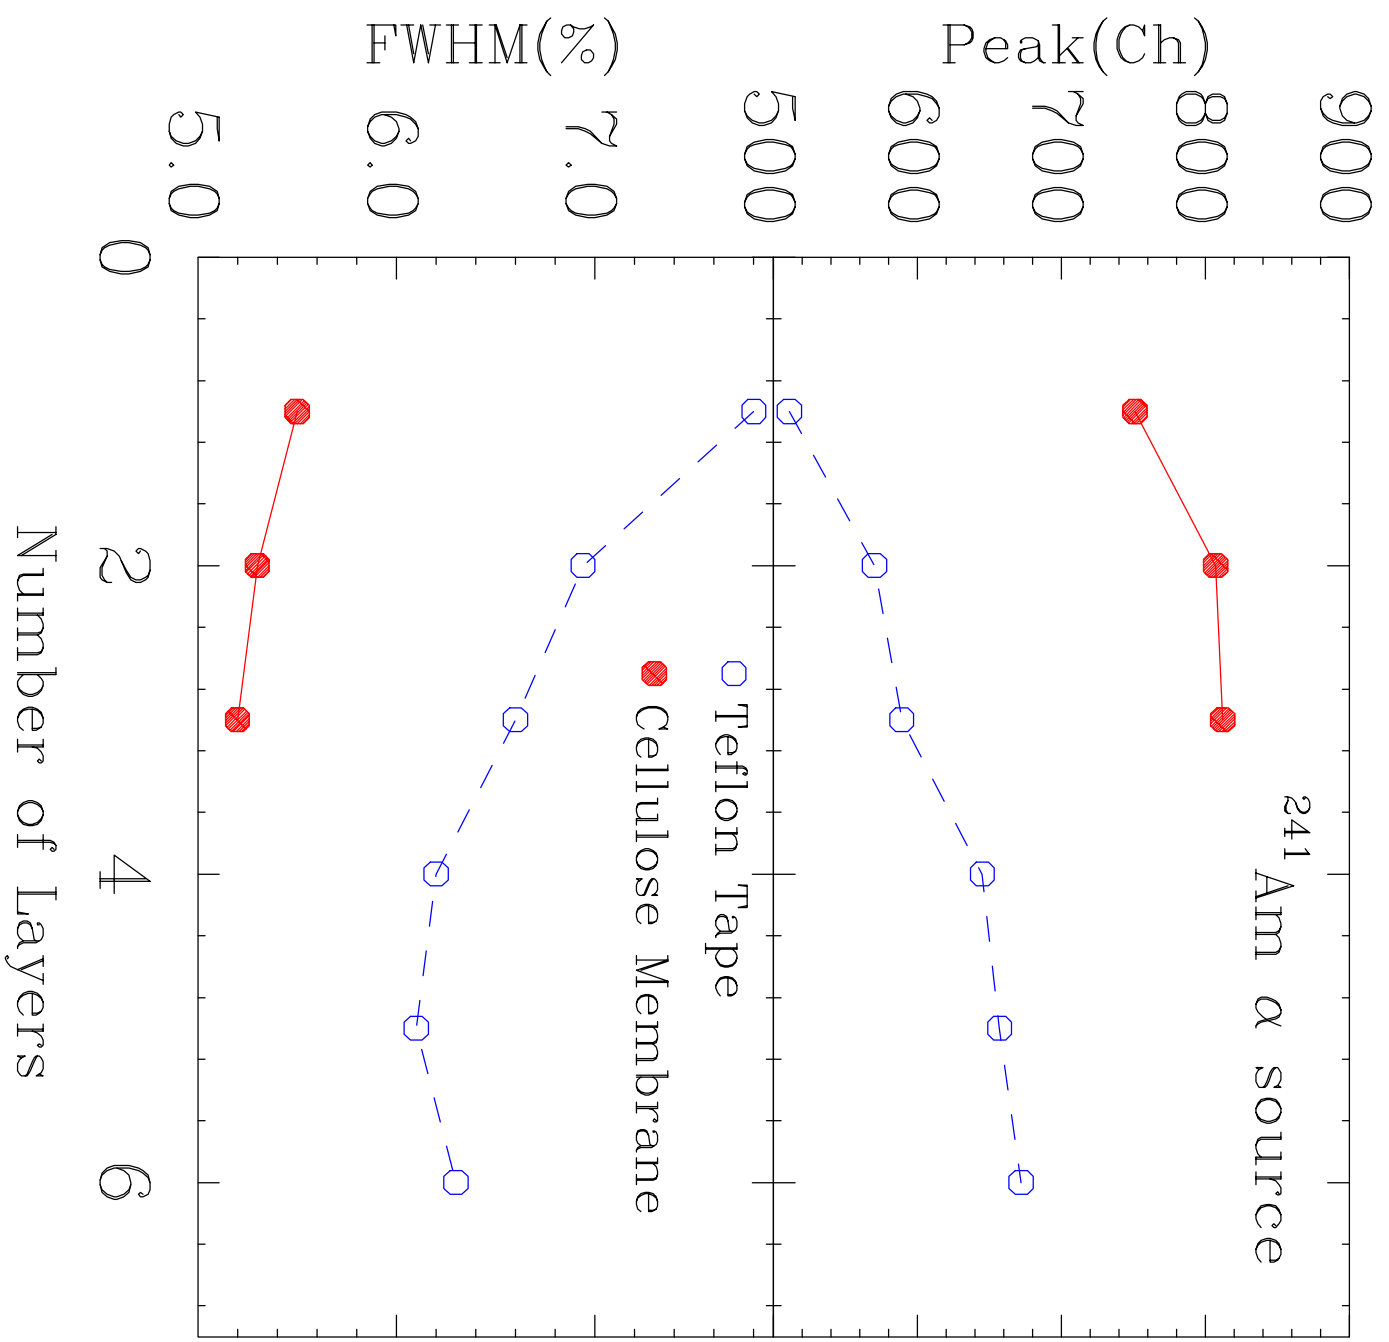 Peak(Ch)
900
800
700
600
500
²⁴¹Am α source
FWHM(%)
7.0
6.0
5.0
Teflon Tape
Cellulose Membrane
0
2
4
6
Number of Layers